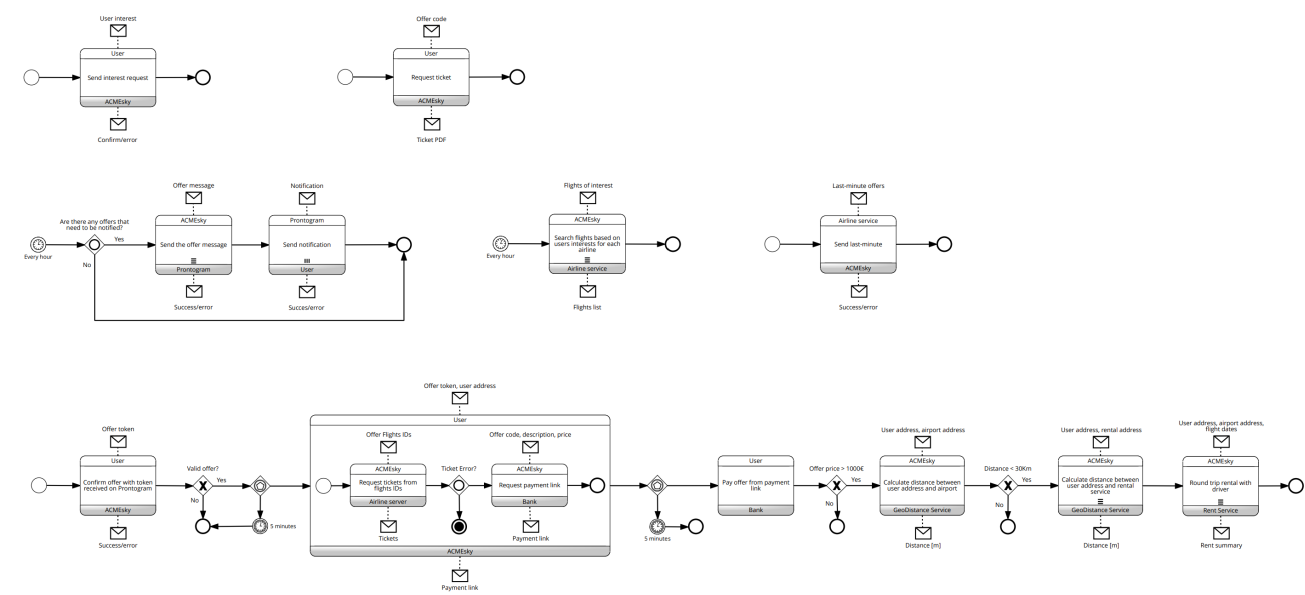 User interest
User
Send interest request
ACMEsky
Confirm/error
Offer code
User
Request ticket
ACMEsky
Ticket PDF
Every hour
Are there any offers that
need to be notified?
Yes
No
Offer message
ACMEsky
Send the offer message
Prontogram
Success/error
Notification
Prontogram
Send notification
User
Succes/error
Every hour
Flights of interest
ACMEsky
Search flights based on
users interests for each
airline
Airline service
Flights list
Last-minute offers
Airline service
Send last-minute
ACMEsky
Success/error
Offer token
User
Confirm offer with token
received on Prontogram
ACMEsky
Success/error
Valid offer?
Yes
No
5 minutes
Offer token, user address
User
Offer Flights IDs
ACMEsky
Request tickets from
flights IDs
Airline server
Tickets
Ticket Error?
Offer code, description, price
ACMEsky
Request payment link
Bank
Payment link
ACMEsky
Payment link
5 minutes
User
Pay offer from payment
link
Bank
Offer price > 1000€
Yes
No
User address, airport address
ACMEsky
Calculate distance between
user address and airport
GeoDistance Service
Distance [m]
Distance < 30Km
Yes
No
User address, rental address
ACMEsky
Calculate distance between
user address and rental
service
GeoDistance Service
Distance [m]
User address, airport address,
flight dates
ACMEsky
Round trip rental with
driver
Rent Service
Rent summary